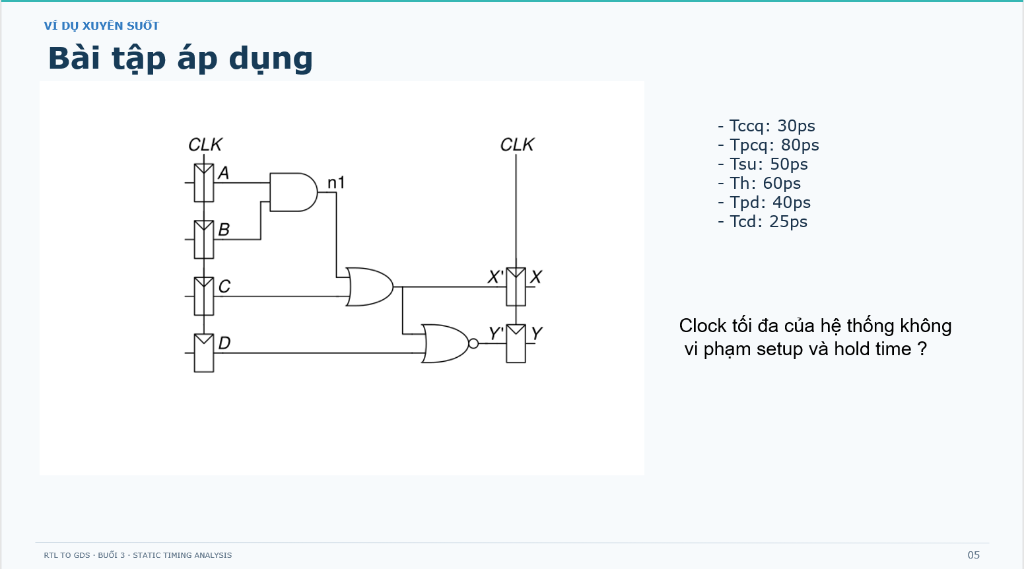 VÍ DỤ XUYÊN SUỐT
Bài tập áp dụng
CLK
CLK
A
n1
B
C
X'
X
D
Y'
Y
- Tccq: 30ps
- Tpcq: 80ps
- Tsu: 50ps
- Th: 60ps
- Tpd: 40ps
- Tcd: 25ps
Clock tối đa của hệ thống không
vi phạm setup và hold time ?
RTL TO GDS · BUỔI 3 · STATIC TIMING ANALYSIS
05